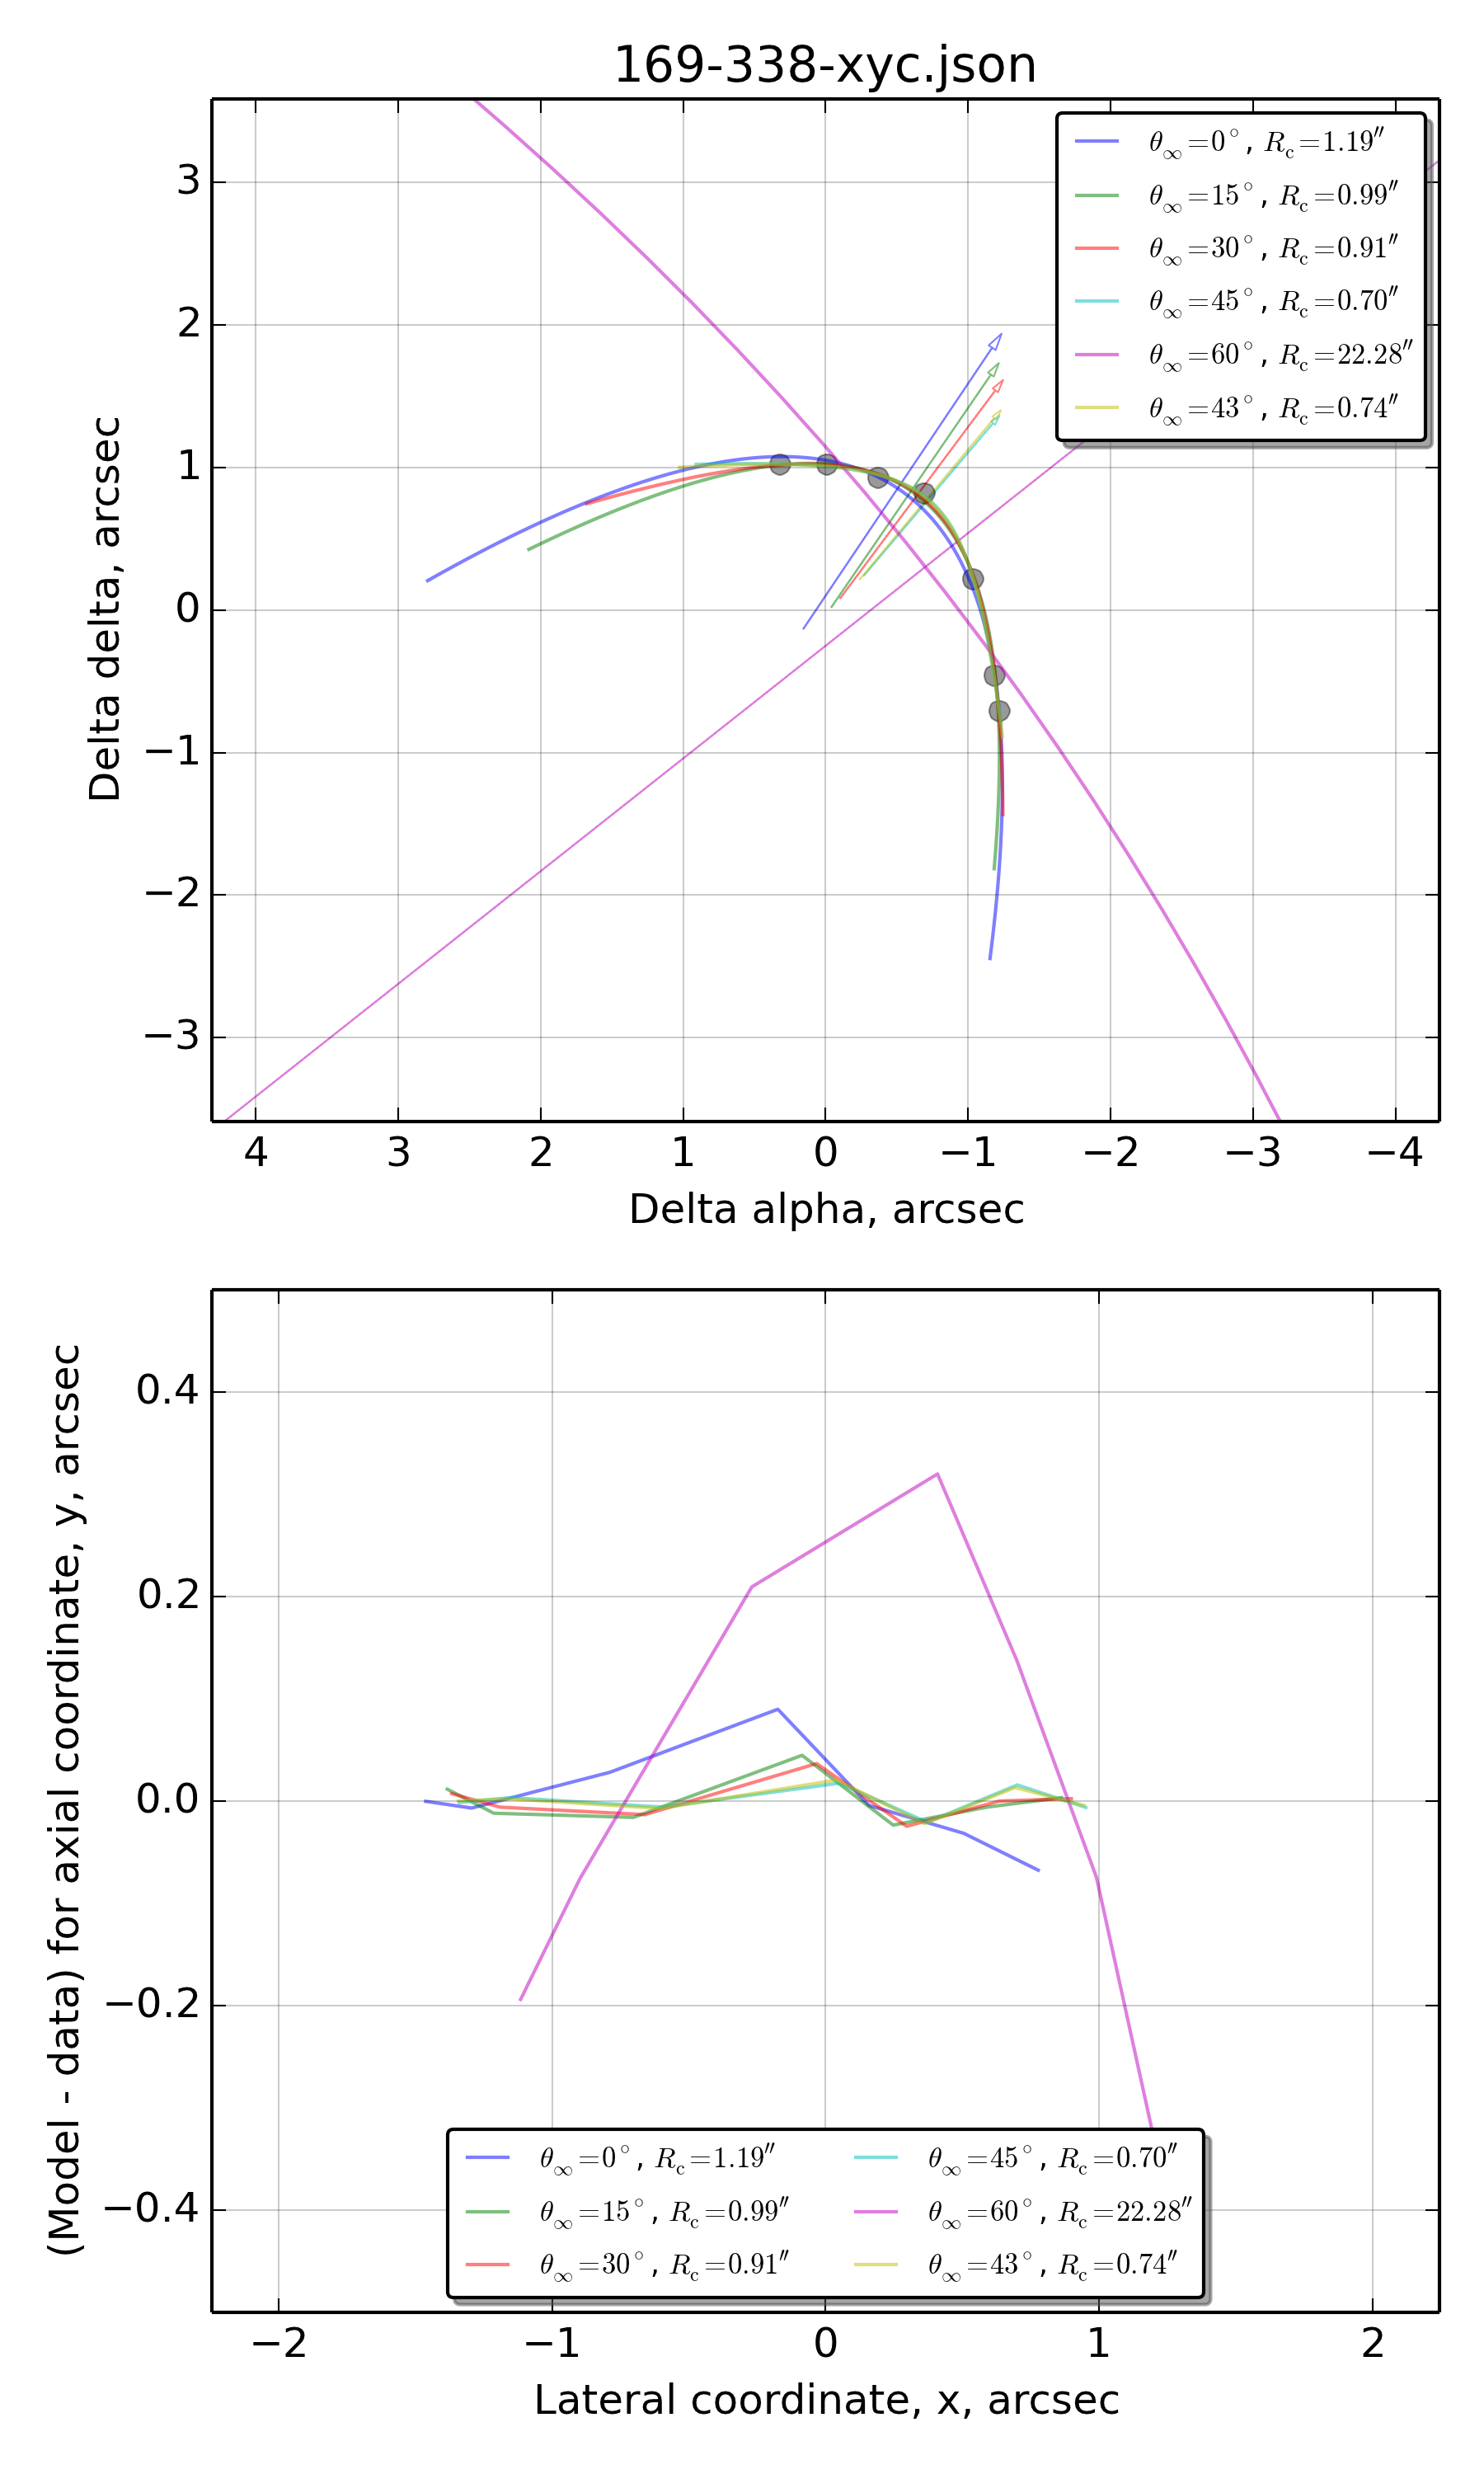 169-338-xyc.json
θ∞=0°, Rc=1.19″
θ∞=15°, Rc=0.99″
θ∞=30°, Rc=0.91″
θ∞=45°, Rc=0.70″
θ∞=60°, Rc=22.28″
θ∞=43°, Rc=0.74″
Delta delta, arcsec
3
2
1
0
−1
−2
−3
4 3 2 1 0 −1 −2 −3 −4
Delta alpha, arcsec
(Model - data) for axial coordinate, y, arcsec
0.4
0.2
0.0
−0.2
−0.4
θ∞=0°, Rc=1.19″
θ∞=15°, Rc=0.99″
θ∞=30°, Rc=0.91″
θ∞=45°, Rc=0.70″
θ∞=60°, Rc=22.28″
θ∞=43°, Rc=0.74″
−2 −1 0 1 2
Lateral coordinate, x, arcsec